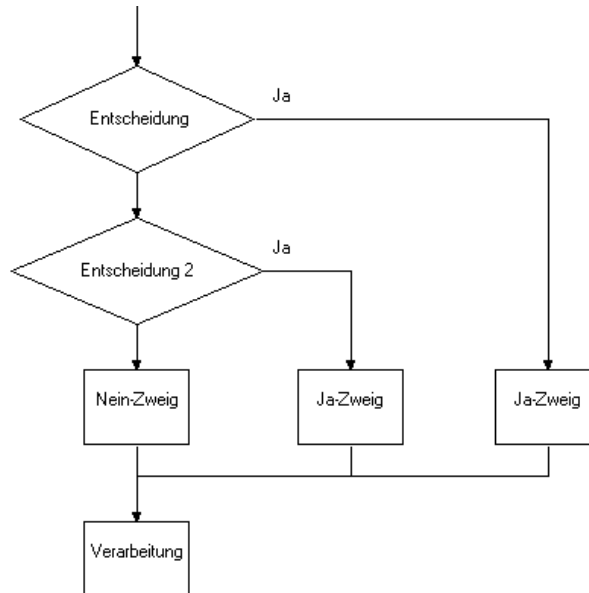 Ja
Entscheidung
Ja
Entscheidung 2
Nein-Zweig
Ja-Zweig
Ja-Zweig
Verarbeitung